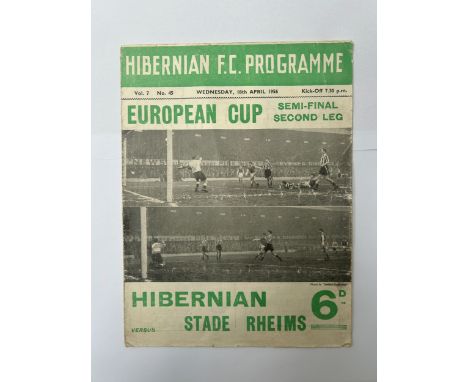 HIBERNIAN F.C. PROGRAMME
Vol. 7 No. 45 WEDNESDAY, 18th APRIL, 1956 Kick-Off 7.30 p.m.
EUROPEAN CUP SEMI-FINAL
SECOND LEG
HIBERNIAN 6D
VERSUS STADE RHEIMS